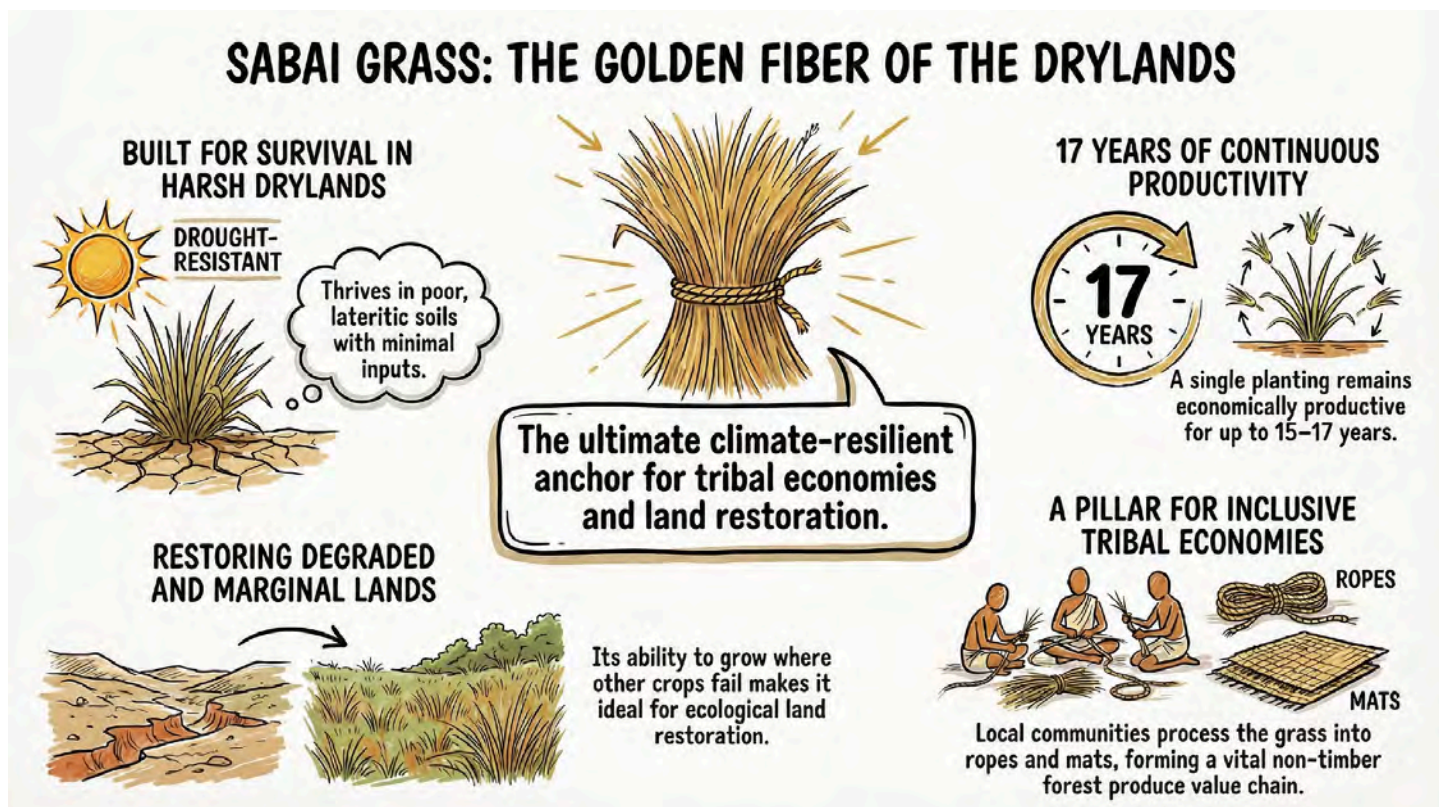 SABAI GRASS: THE GOLDEN FIBER OF THE DRYLANDS
BUILT FOR SURVIVAL IN
HARSH DRYLANDS
DROUGHT-
RESISTANT
Thrives in poor,
lateritic soils
with minimal
inputs.
The ultimate climate-resilient
anchor for tribal economies
and land restoration.
17 YEARS OF CONTINUOUS
PRODUCTIVITY
17
YEARS
A single planting remains
economically productive
for up to 15–17 years.
RESTORING DEGRADED
AND MARGINAL LANDS
Its ability to grow where
other crops fail makes it
ideal for ecological land
restoration.
A PILLAR FOR INCLUSIVE
TRIBAL ECONOMIES
ROPES
MATS
Local communities process the grass into
ropes and mats, forming a vital non-timber
forest produce value chain.